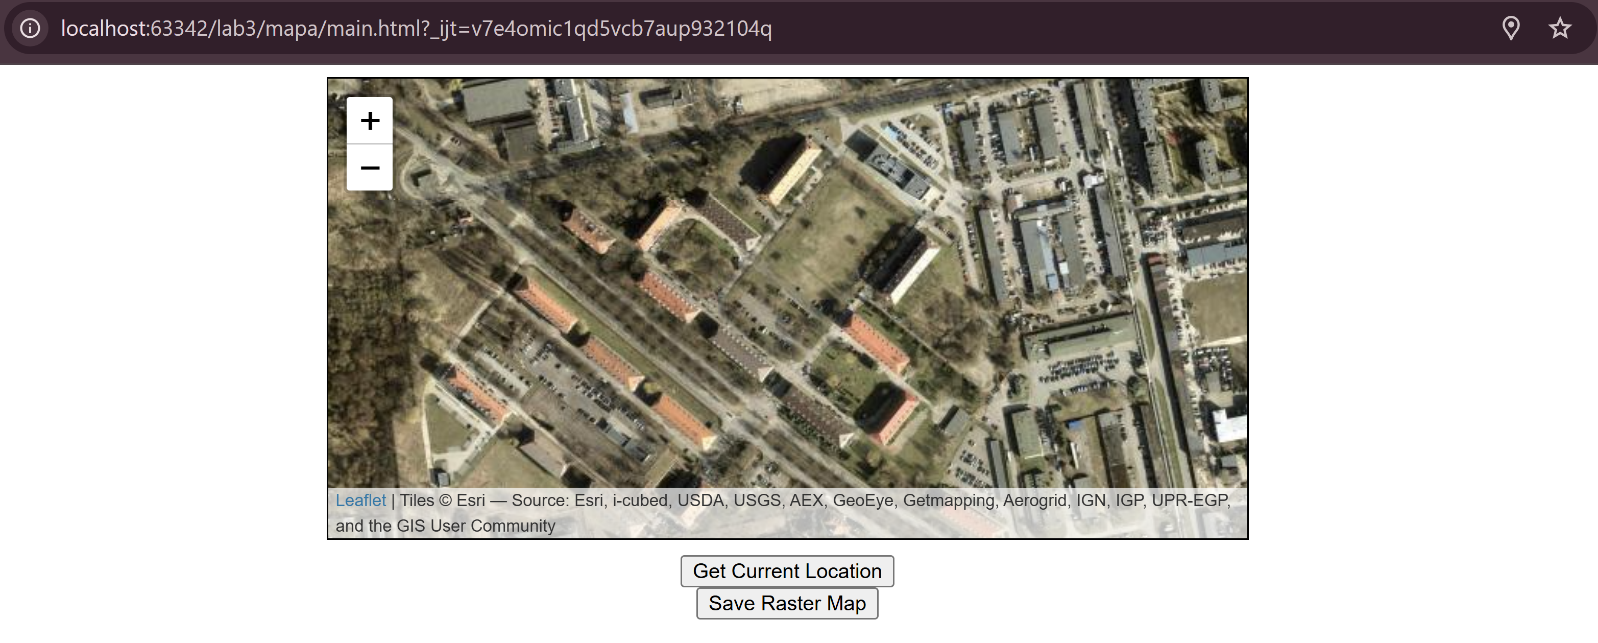 localhost:63342/lab3/mapa/main.html?_ijt=v7e4omic1qd5vcb7aup932104q
+
−
Leaflet | Tiles © Esri — Source: Esri, i-cubed, USDA, USGS, AEX, GeoEye, Getmapping, Aerogrid, IGN, IGP, UPR-EGP,
and the GIS User Community
Get Current Location
Save Raster Map